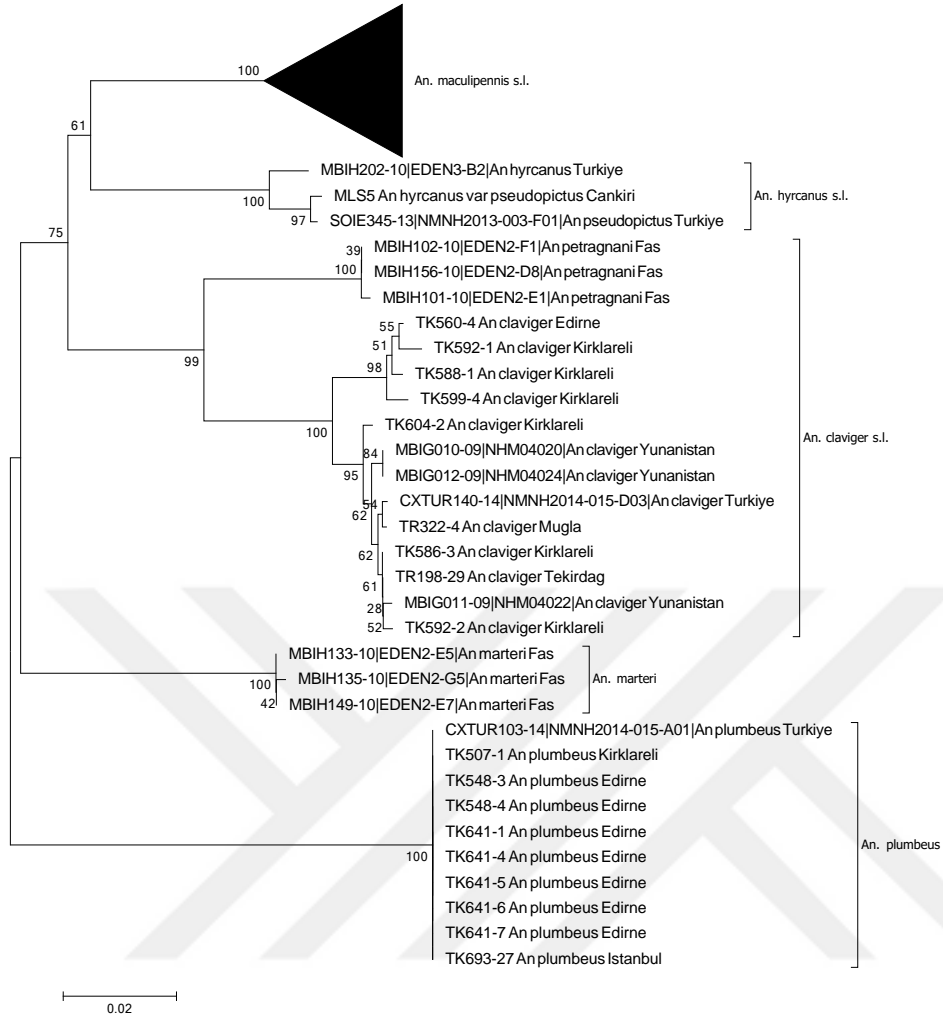 100
An. maculipennis s.l.
61
MBIH202-10|EDEN3-B2|An hyrcanus Turkiye
MLS5 An hyrcanus var pseudopictus Cankiri
An. hyrcanus s.l.
100
97
SOIE345-13|NMNH2013-003-F01|An pseudopictus Turkiye
75
39
MBIH102-10|EDEN2-F1|An petragnani Fas
100
MBIH156-10|EDEN2-D8|An petragnani Fas
MBIH101-10|EDEN2-E1|An petragnani Fas
55
TK560-4 An claviger Edirne
51
TK592-1 An claviger Kirklareli
99
98
TK588-1 An claviger Kirklareli
TK599-4 An claviger Kirklareli
100
TK604-2 An claviger Kirklareli
An. claviger s.l.
84
MBIG010-09|NHM04020|An claviger Yunanistan
95
MBIG012-09|NHM04024|An claviger Yunanistan
54
CXTUR140-14|NMNH2014-015-D03|An claviger Turkiye
62
TR322-4 An claviger Mugla
62
TK586-3 An claviger Kirklareli
61
TR198-29 An claviger Tekirdag
28
MBIG011-09|NHM04022|An claviger Yunanistan
52
TK592-2 An claviger Kirklareli
MBIH133-10|EDEN2-E5|An marteri Fas
100
MBIH135-10|EDEN2-G5|An marteri Fas
An. marteri
42
MBIH149-10|EDEN2-E7|An marteri Fas
CXTUR103-14|NMNH2014-015-A01|An plumbeus Turkiye
TK507-1 An plumbeus Kirklareli
TK548-3 An plumbeus Edirne
TK548-4 An plumbeus Edirne
TK641-1 An plumbeus Edirne
An. plumbeus
100
TK641-4 An plumbeus Edirne
TK641-5 An plumbeus Edirne
TK641-6 An plumbeus Edirne
TK641-7 An plumbeus Edirne
TK693-27 An plumbeus Istanbul
0.02